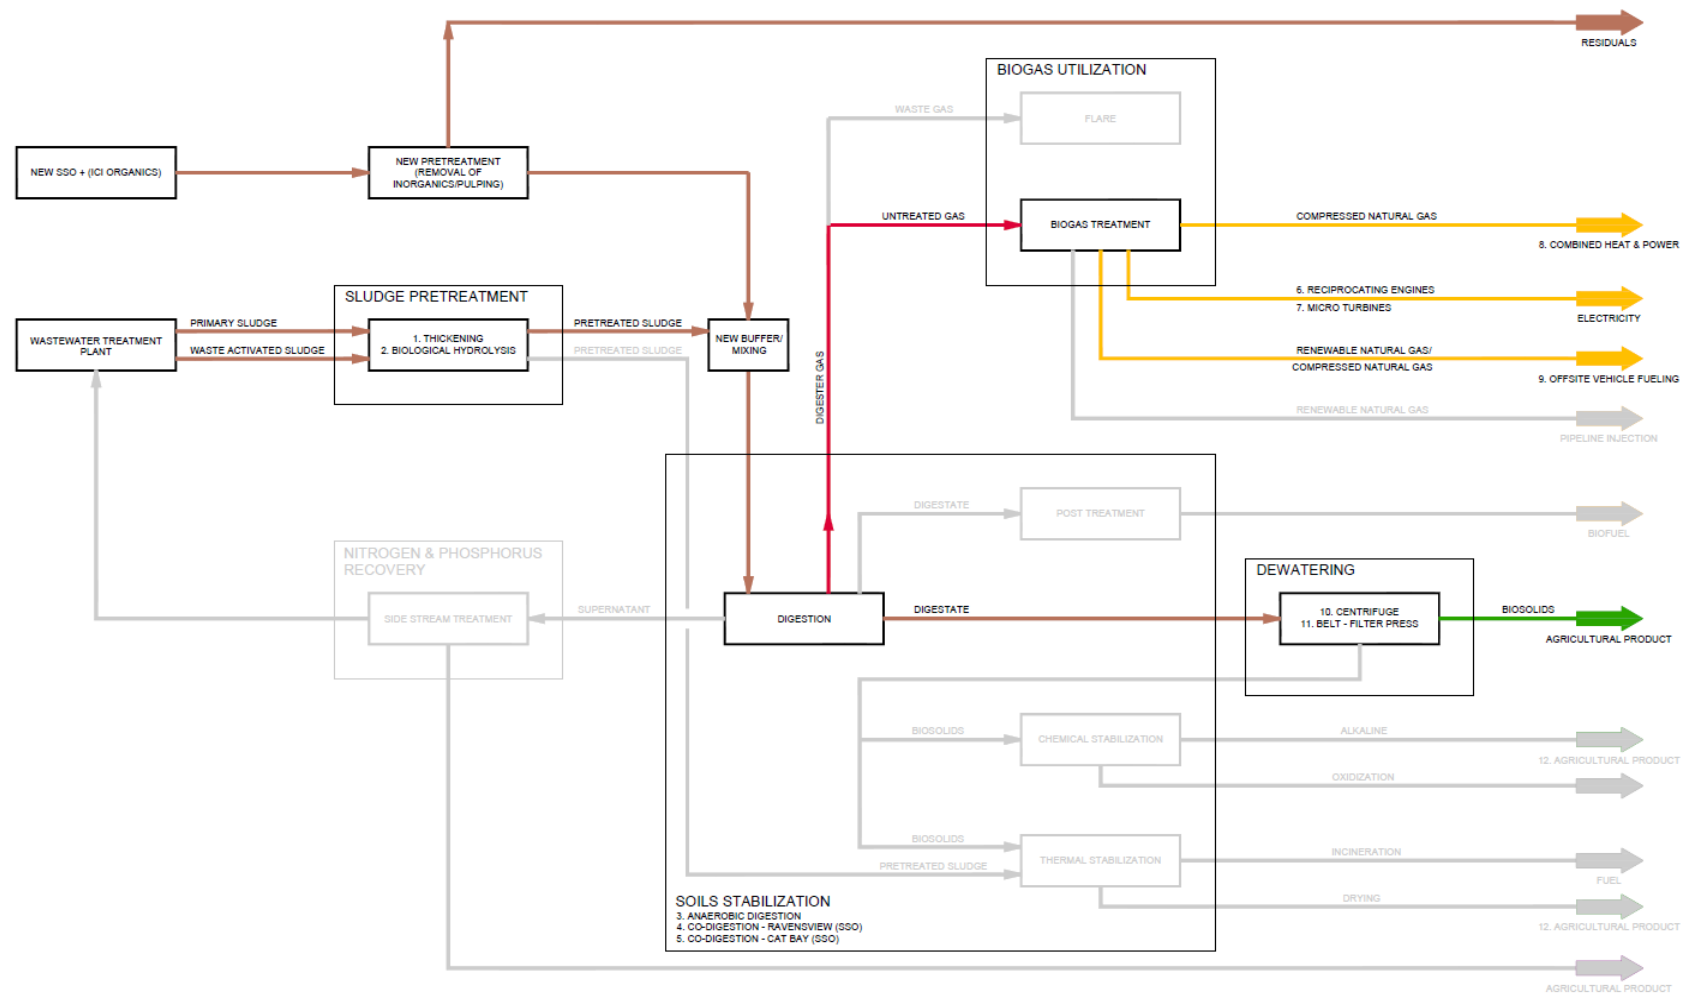 RESIDUALS
BIOGAS UTILIZATION
WASTE GAS
FLARE
NEW SSO + (ICI ORGANICS)
NEW PRETREATMENT
(REMOVAL OF
INORGANICS/PULPING)
UNTREATED GAS
BIOGAS TREATMENT
COMPRESSED NATURAL GAS
8. COMBINED HEAT & POWER
6. RECIPROCATING ENGINES
7. MICRO TURBINES
ELECTRICITY
SLUDGE PRETREATMENT
WASTEWATER TREATMENT
PLANT
PRIMARY SLUDGE
WASTE ACTIVATED SLUDGE
1. THICKENING
2. BIOLOGICAL HYDROLYSIS
PRETREATED SLUDGE
PRETREATED SLUDGE
NEW BUFFER/
MIXING
DIGESTER GAS
RENEWABLE NATURAL GAS/
COMPRESSED NATURAL GAS
9. OFFSITE VEHICLE FUELING
RENEWABLE NATURAL GAS
PIPELINE INJECTION
DIGESTATE
POST TREATMENT
BIOFUEL
NITROGEN & PHOSPHORUS
RECOVERY
SIDE STREAM TREATMENT
SUPERNATANT
DIGESTION
DIGESTATE
DEWATERING
10. CENTRIFUGE
11. BELT - FILTER PRESS
BIOSOLIDS
AGRICULTURAL PRODUCT
BIOSOLIDS
CHEMICAL STABILIZATION
ALKALINE
12. AGRICULTURAL PRODUCT
OXIDIZATION
BIOSOLIDS
PRETREATED SLUDGE
THERMAL STABILIZATION
INCINERATION
FUEL
DRYING
12. AGRICULTURAL PRODUCT
SOILS STABILIZATION
3. ANAEROBIC DIGESTION
4. CO-DIGESTION - RAVENSVIEW (SSO)
5. CO-DIGESTION - CAT BAY (SSO)
AGRICULTURAL PRODUCT